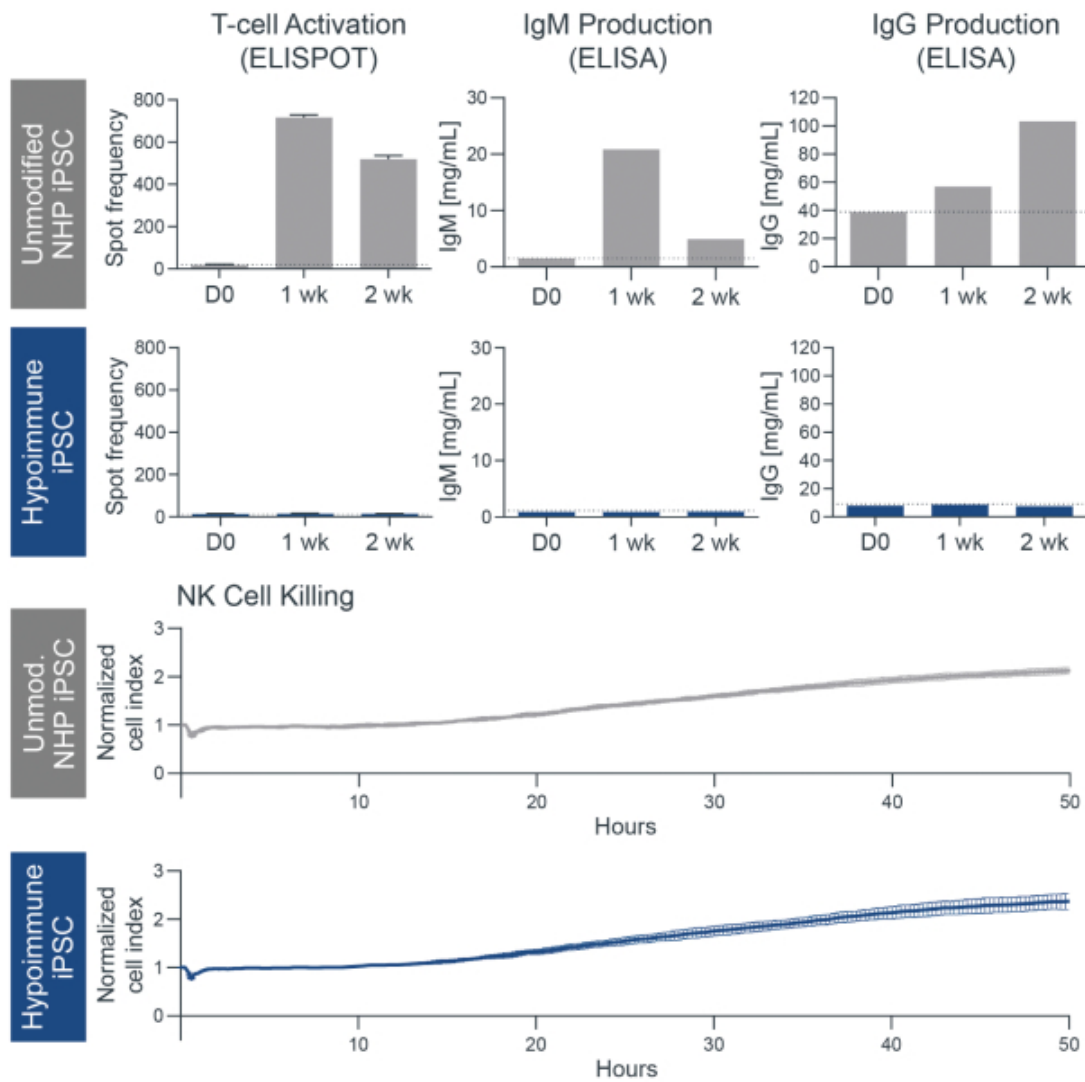 T-cell Activation
(ELISPOT)
IgM Production
(ELISA)
IgG Production
(ELISA)
Unmodified
NHP iPSC
Spot frequency
800
600
400
200
0
D0 1 wk 2 wk
IgM [mg/mL]
30
20
10
0
D0 1 wk 2 wk
IgG [mg/mL]
120
100
80
60
40
20
0
D0 1 wk 2 wk
Hypoimmune
iPSC
Spot frequency
800
600
400
200
0
D0 1 wk 2 wk
IgM [mg/mL]
30
20
10
0
D0 1 wk 2 wk
IgG [mg/mL]
120
100
80
60
40
20
0
D0 1 wk 2 wk
NK Cell Killing
Unmod.
NHP iPSC
Normalized
cell index
3
2
1
0
10 20 30 40 50
Hours
Hypoimmune
iPSC
Normalized
cell index
3
2
1
0
10 20 30 40 50
Hours